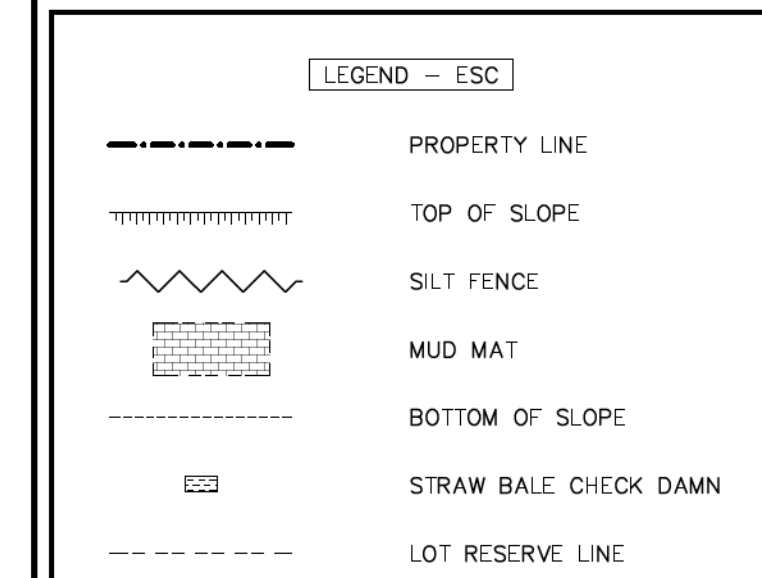 LEGEND – ESC
PROPERTY LINE
TOP OF SLOPE
SILT FENCE
MUD MAT
BOTTOM OF SLOPE
STRAW BALE CHECK DAMN
LOT RESERVE LINE